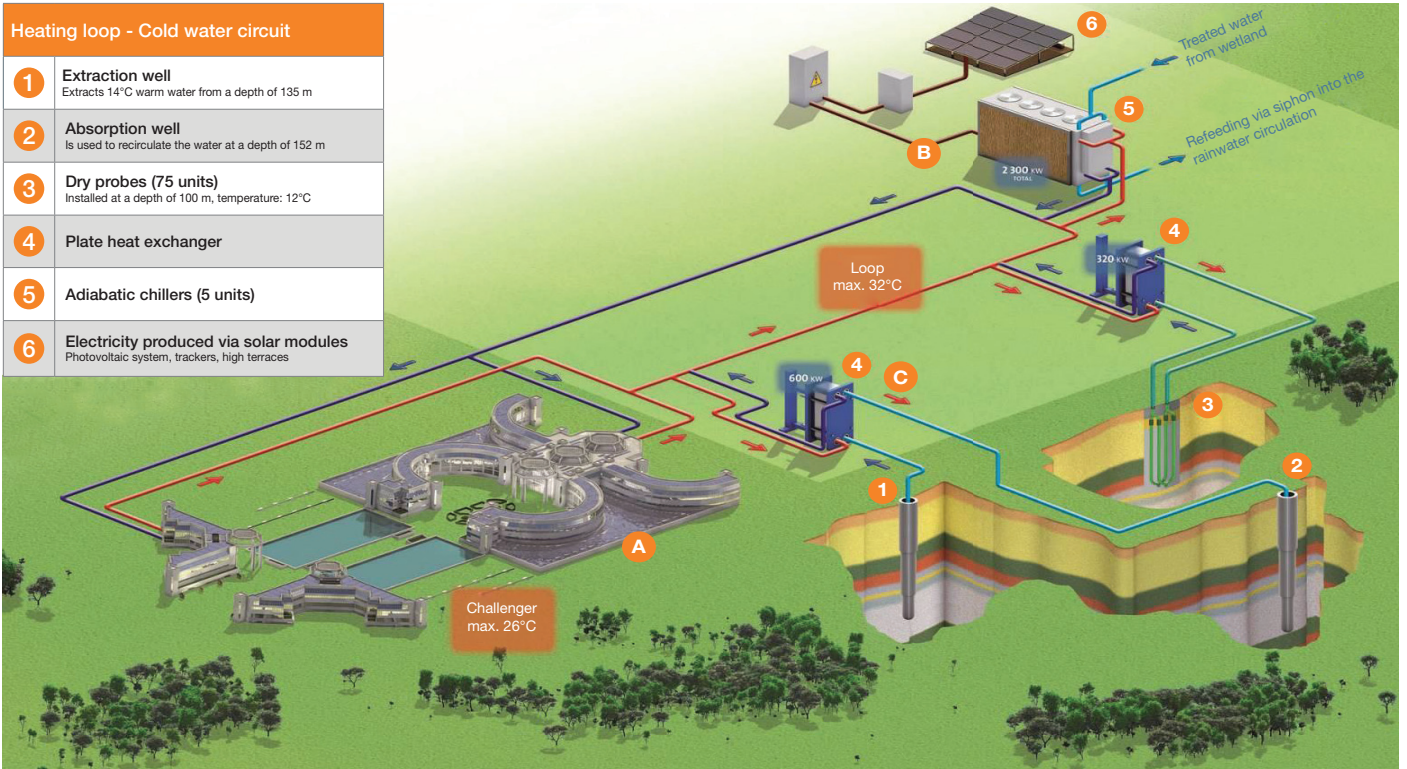 Heating loop - Cold water circuit
1
Extraction well
Extracts 14°C warm water from a depth of 135 m
2
Absorption well
Is used to recirculate the water at a depth of 152 m
3
Dry probes (75 units)
Installed at a depth of 100 m, temperature: 12°C
4
Plate heat exchanger
5
Adiabatic chillers (5 units)
6
Electricity produced via solar modules
Photovoltaic system, trackers, high terraces
6
Treated water
from wetland
5
Refeeding via siphon into the
rainwater circulation
B
2 300 KW
TOTAL
4
320 KW
Loop
max. 32°C
4
600 KW
C
3
2
1
A
Challenger
max. 26°C